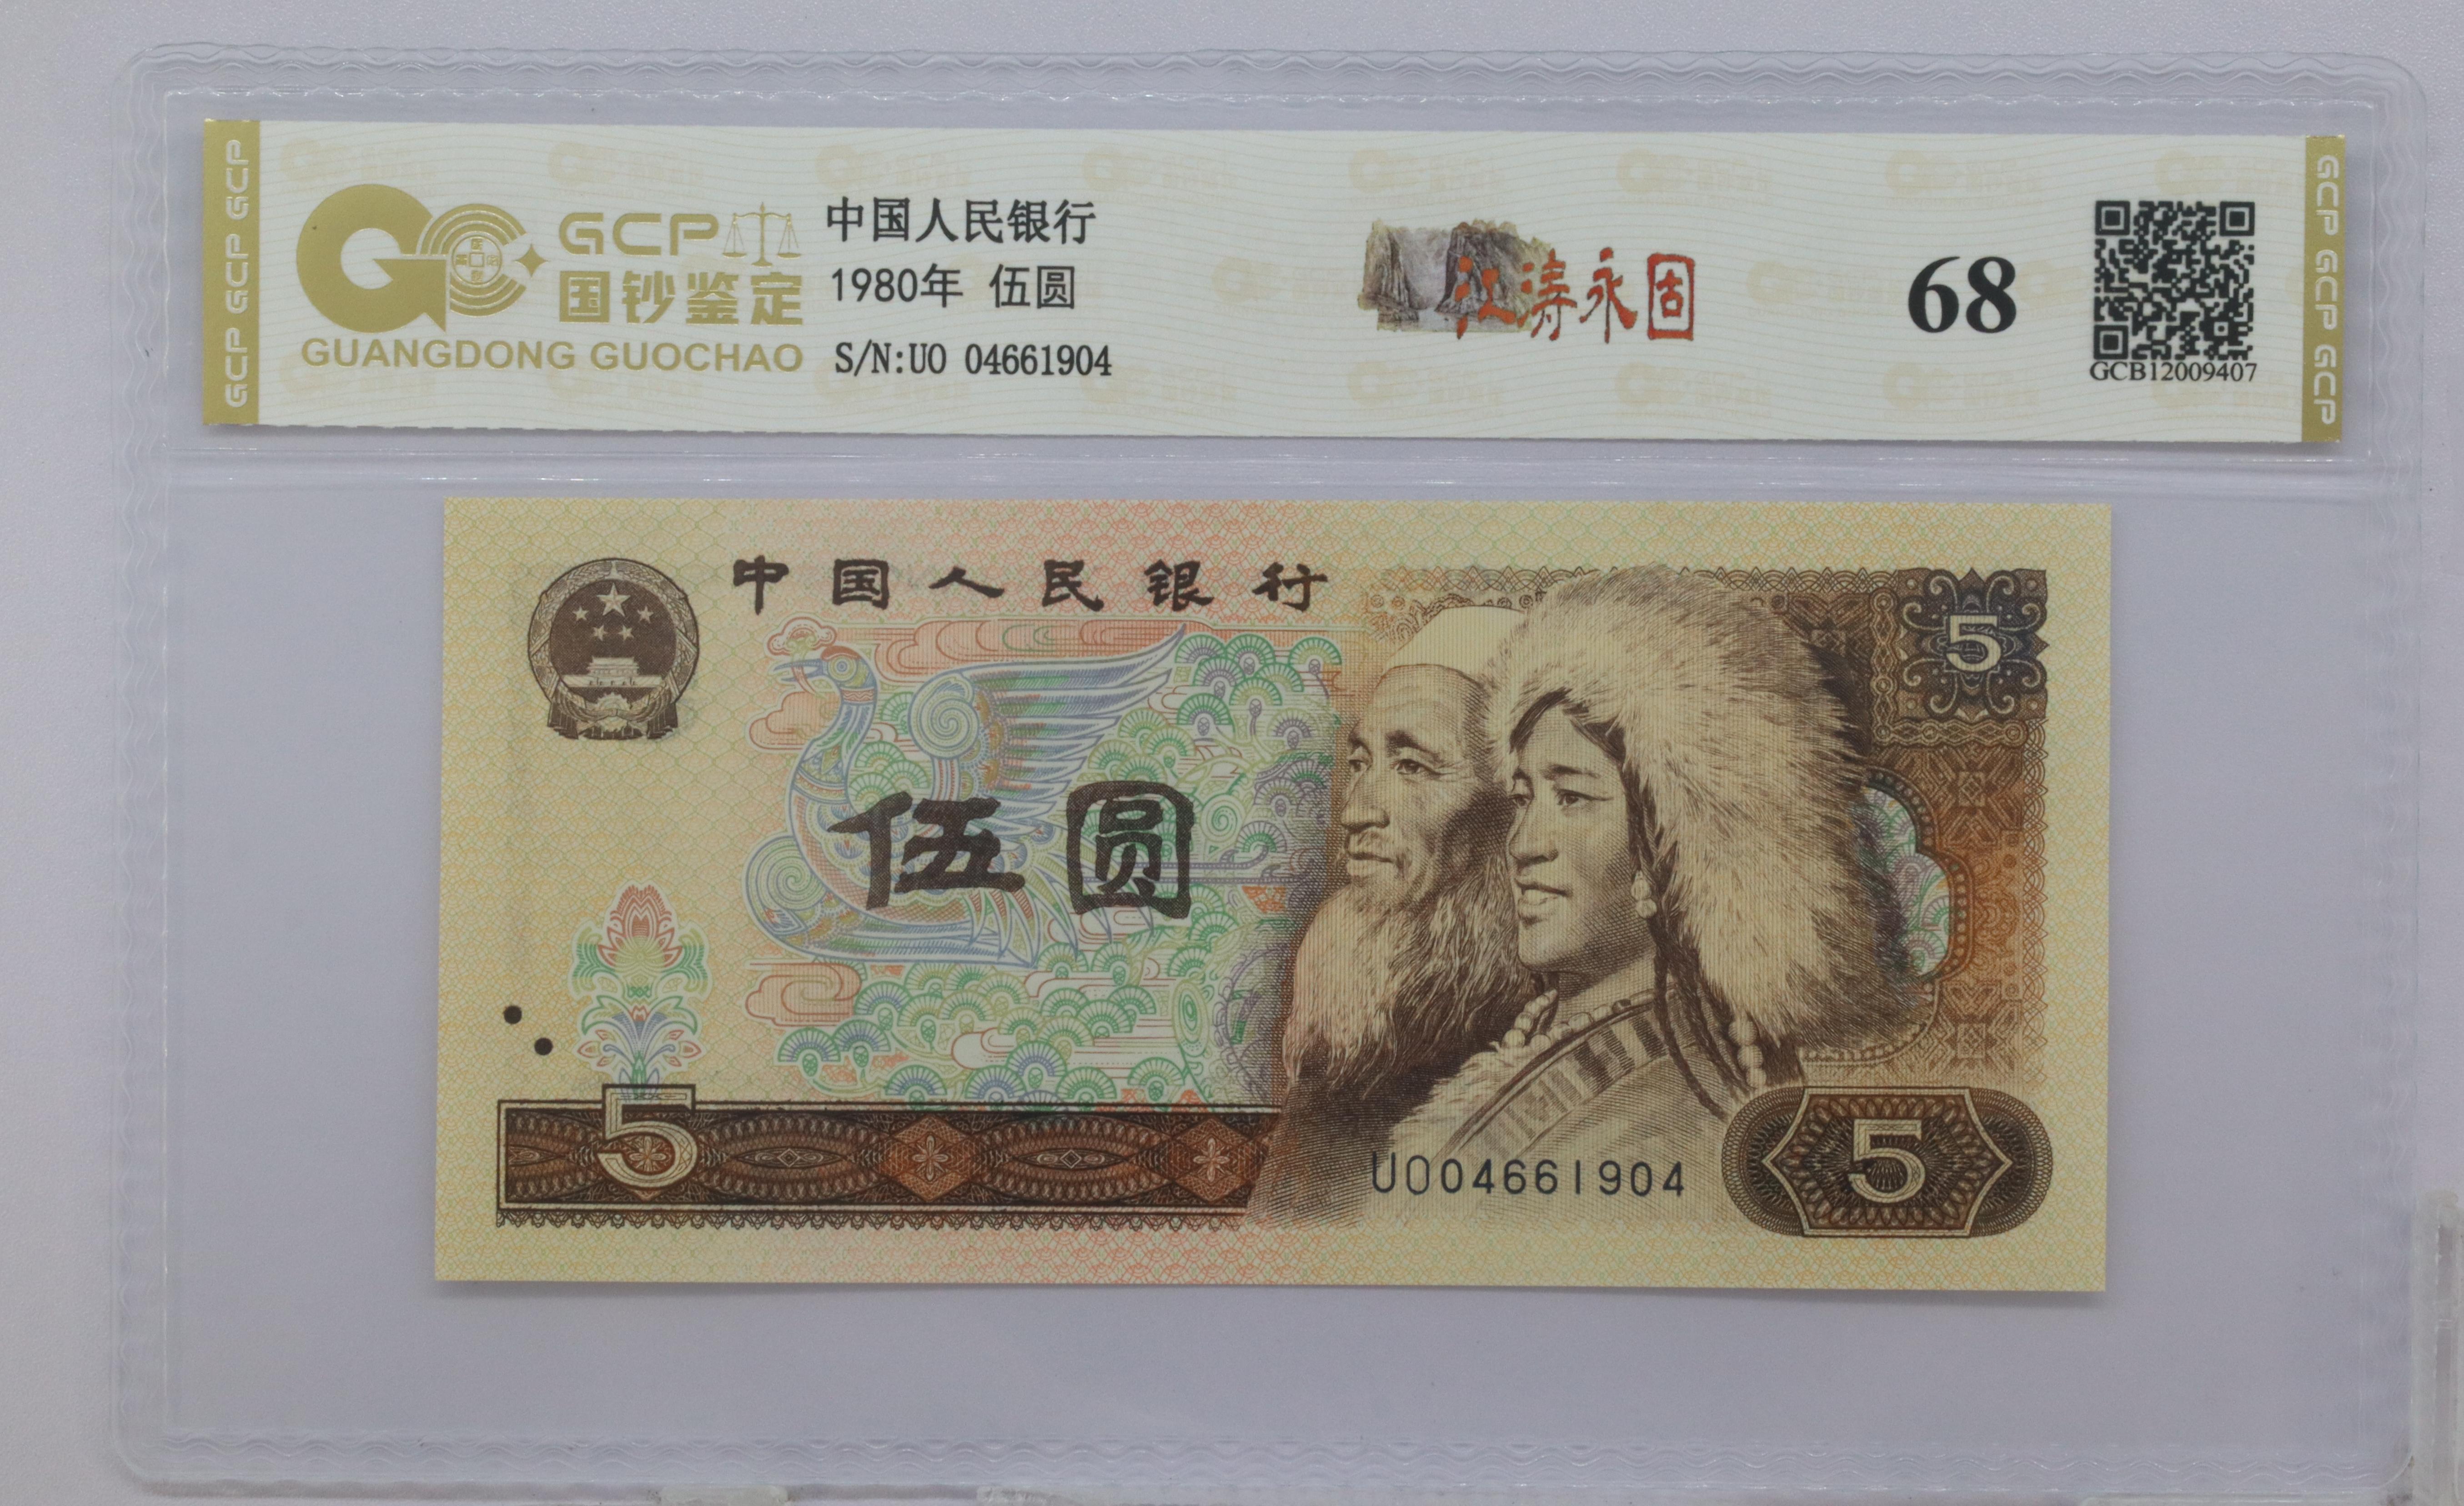 GCP GCP GCP
GCP
国钞鉴定
GUANGDONG GUOCHAO
中国人民银行
1980年 伍圆
S/N:UO 04661904
江涛永固
68
GCB12009407
GCP GCP GCP
中国人民银行
5
伍圆
5
UO04661904
5